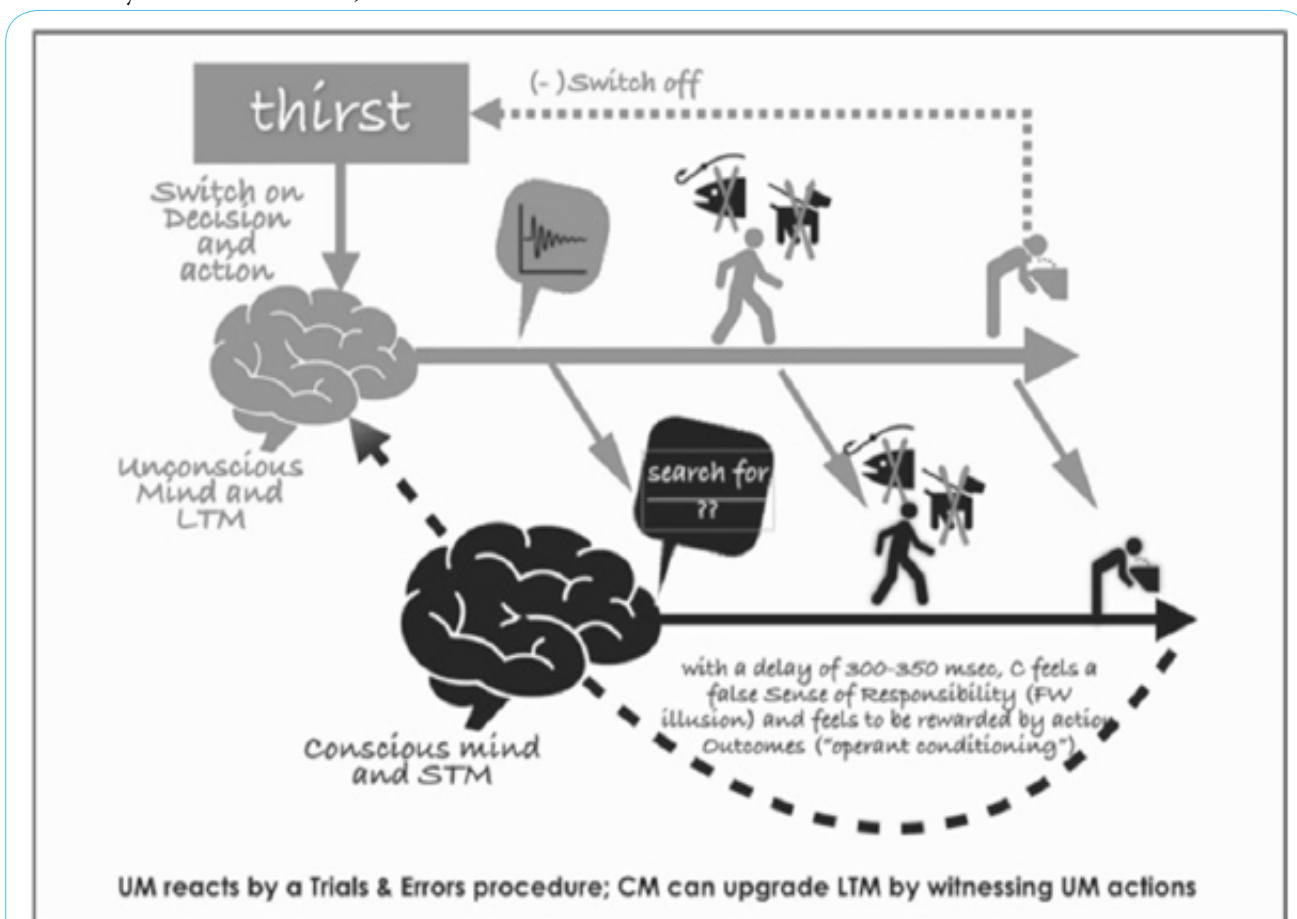 thirst
(-) Switch off
Switch on
Decision
and
action
Unconscious
Mind and
LTM
search for
??
Conscious mind
and STM
with a delay of 300-350 msec, C feels a
false Sense of Responsibility (FW
illusion) and feels to be rewarded by action
Outcomes ("operant conditioning")
UM reacts by a Trials & Errors procedure; CM can upgrade LTM by witnessing UM actions